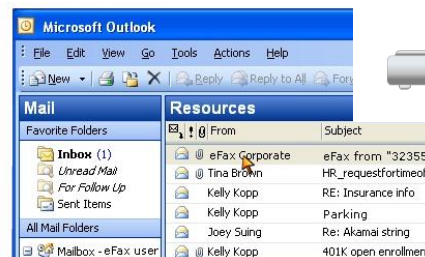 Microsoft Outlook
File Edit View Go Tools Actions Help
New Reply Reply to All
Mail
Resources
Favorite Folders
From Subject
Inbox (1)
Unread Mail
For Follow Up
Sent Items
All Mail Folders
Mailbox - eFax user
eFax Corporate eFax from "32355
Tina Brown HR_requestfortimeof
Kelly Kopp RE: Insurance info
Kelly Kopp Parking
Joey Suing Re: Akamai string
Kelly Kopp 401K open enrollmen